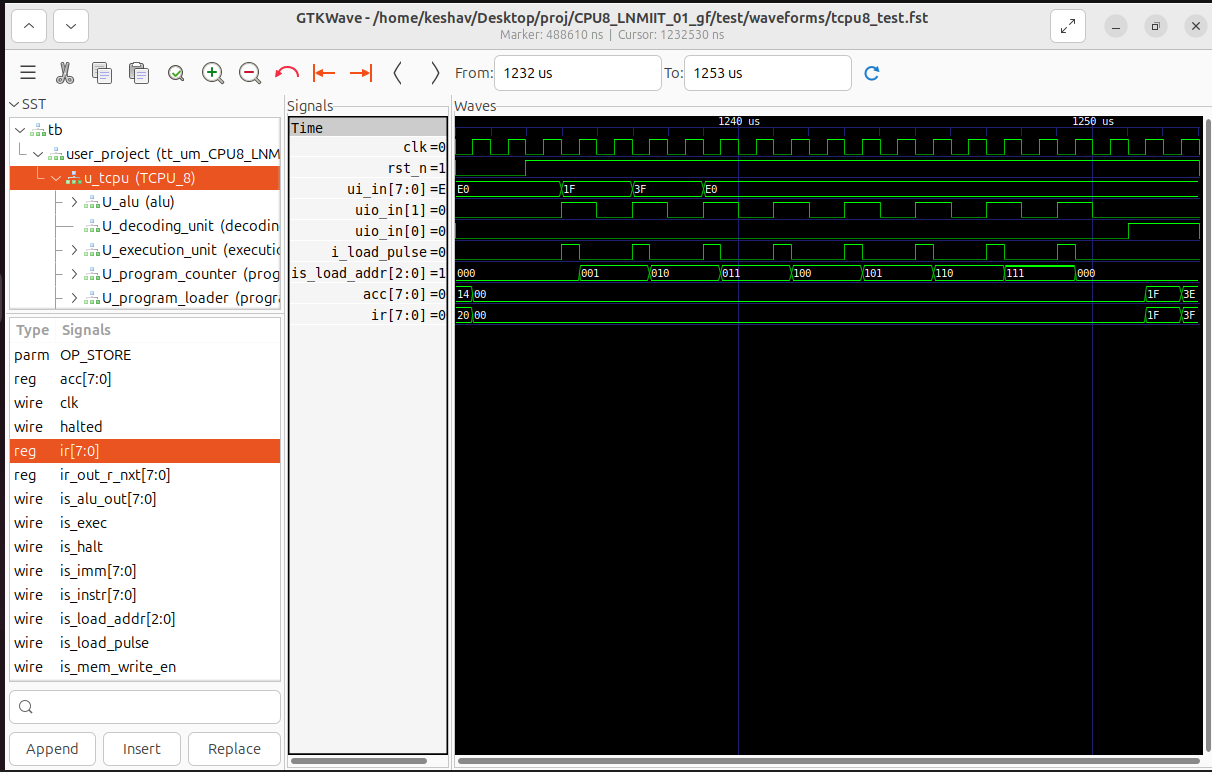 GTKWave - /home/keshav/Desktop/proj/CPU8_LNMIIT_01_gf/test/waveforms/tcpu8_test.fst
Marker: 488610 ns | Cursor: 1232530 ns
From: 1232 us To: 1253 us
SST
tb
user_project (tt_um_CPU8_LNM
u_tcpu (TCPU_8)
U_alu (alu)
U_decoding_unit (decodin
U_execution_unit (executi
U_program_counter (prog
U_program_loader (progra
Type Signals
parm OP_STORE
reg acc[7:0]
wire clk
wire halted
reg ir[7:0]
reg ir_out_r_nxt[7:0]
wire is_alu_out[7:0]
wire is_exec
wire is_halt
wire is_imm[7:0]
wire is_instr[7:0]
wire is_load_addr[2:0]
wire is_load_pulse
wire is_mem_write_en
Append Insert Replace
Signals
Time
clk =0
rst_n =1
ui_in[7:0] =E
uio_in[1] =0
uio_in[0] =0
i_load_pulse =0
is_load_addr[2:0] =1
acc[7:0] =0
ir[7:0] =0
Waves
1240 us 1250 us
E0 1F 3F E0
000 001 010 011 100 101 110 111 000
14 00 1F 3E
20 00 1F 3F